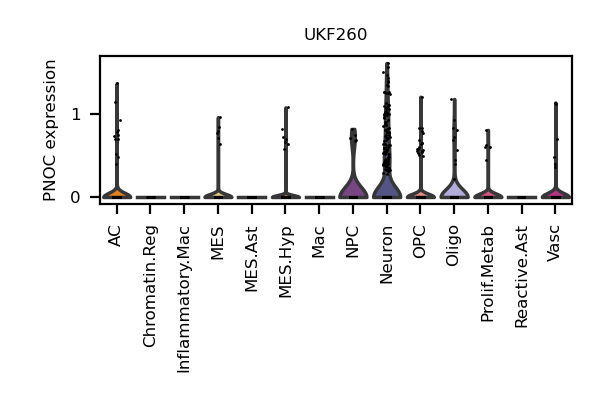 UKF260
PNOC expression
1
0
AC
Chromatin.Reg
Inflammatory.Mac
MES
MES.Ast
MES.Hyp
Mac
NPC
Neuron
OPC
Oligo
Prolif.Metab
Reactive.Ast
Vasc